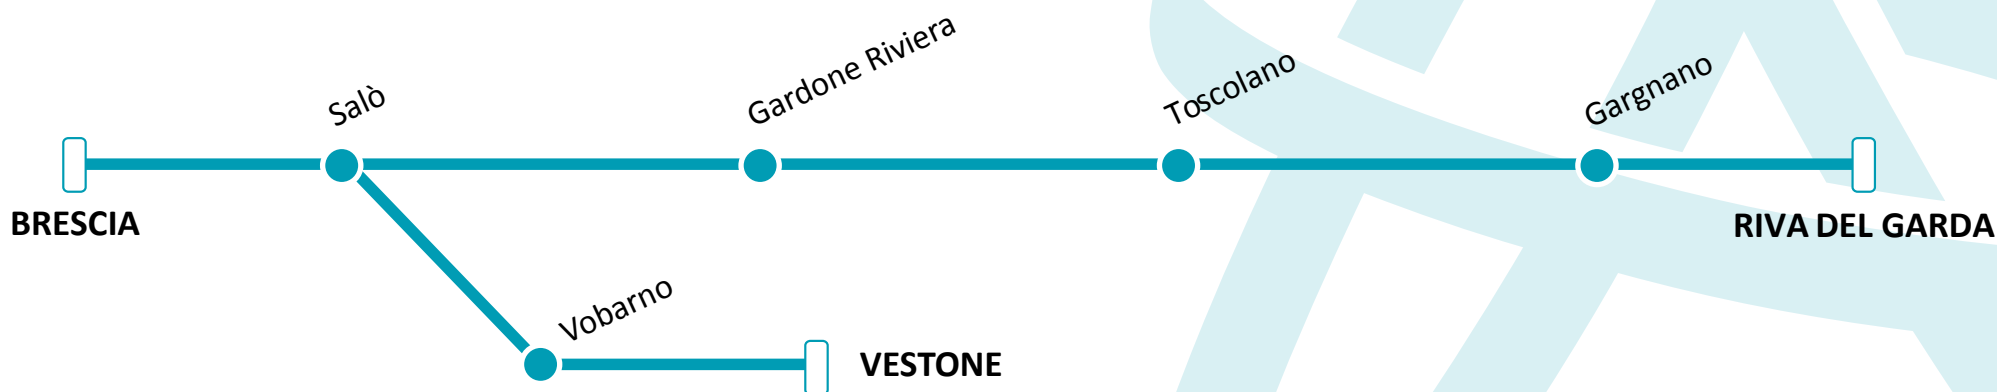 Salò
Gardone Riviera
Toscolano
Gargnano
BRESCIA
RIVA DEL GARDA
Vobarno
VESTONE